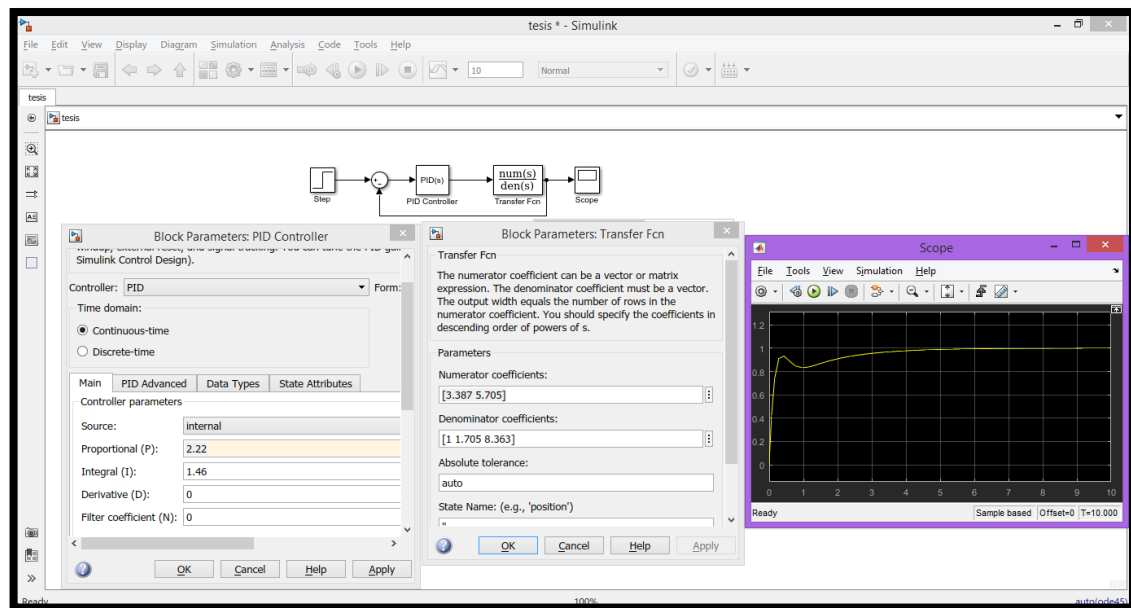 tesis * - Simulink
File Edit View Display Diagram Simulation Analysis Code Tools Help
10 Normal
tesis
tesis
Step
PID(s)
PID Controller
num(s)
den(s)
Transfer Fcn
Scope
Block Parameters: PID Controller
Simulink Control Design).
Controller: PID Form:
Time domain:
Continuous-time
Discrete-time
Main PID Advanced Data Types State Attributes
Controller parameters
Source: internal
Proportional (P): 2.22
Integral (I): 1.46
Derivative (D): 0
Filter coefficient (N): 0
OK Cancel Help Apply
Block Parameters: Transfer Fcn
Transfer Fcn
The numerator coefficient can be a vector or matrix
expression. The denominator coefficient must be a vector.
The output width equals the number of rows in the
numerator coefficient. You should specify the coefficients in
descending order of powers of s.
Parameters
Numerator coefficients:
[3.387 5.705]
Denominator coefficients:
[1 1.705 8.363]
Absolute tolerance:
auto
State Name: (e.g., 'position')
OK Cancel Help Apply
Scope
File Tools View Simulation Help
1.2
1
0.8
0.6
0.4
0.2
0
0 1 2 3 4 5 6 7 8 9 10
Ready Sample based Offset=0 T=10.000
Ready 100% auto(ode45)